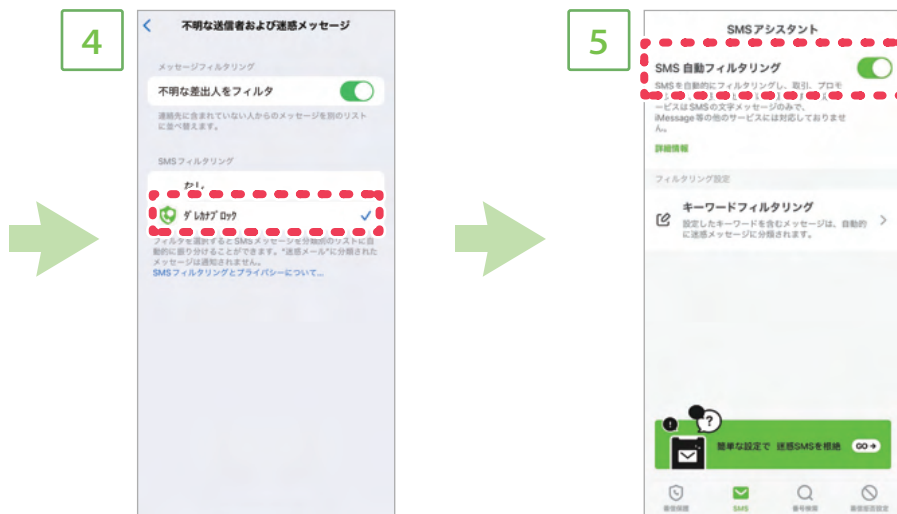 4
不明な送信者および迷惑メッセージ
メッセージフィルタリング
不明な差出人をフィルタ
連絡先に含まれていない人からのメッセージを別のリスト
に並べ替えます。
SMSフィルタリング
なし
ダレカナブロック
フィルタを選択するとSMSメッセージを分類別のリストに自
動的に振り分けることができます。"迷惑メール"に分類された
メッセージは通知されません。
SMSフィルタリングとプライバシーについて...
5
SMSアシスタント
SMS 自動フィルタリング
SMSを自動的にフィルタリングし、取引、プロモ
ービスはSMSの文字メッセージのみで、
iMessage等の他のサービスには対応しておりませ
ん。
詳細情報
フィルタリング設定
キーワードフィルタリング
設定したキーワードを含むメッセージは、自動的
に迷惑メッセージに分類されます。
簡単な設定で 迷惑SMSを根絶 GO→
着信保護 SMS 番号検索 着信拒否設定